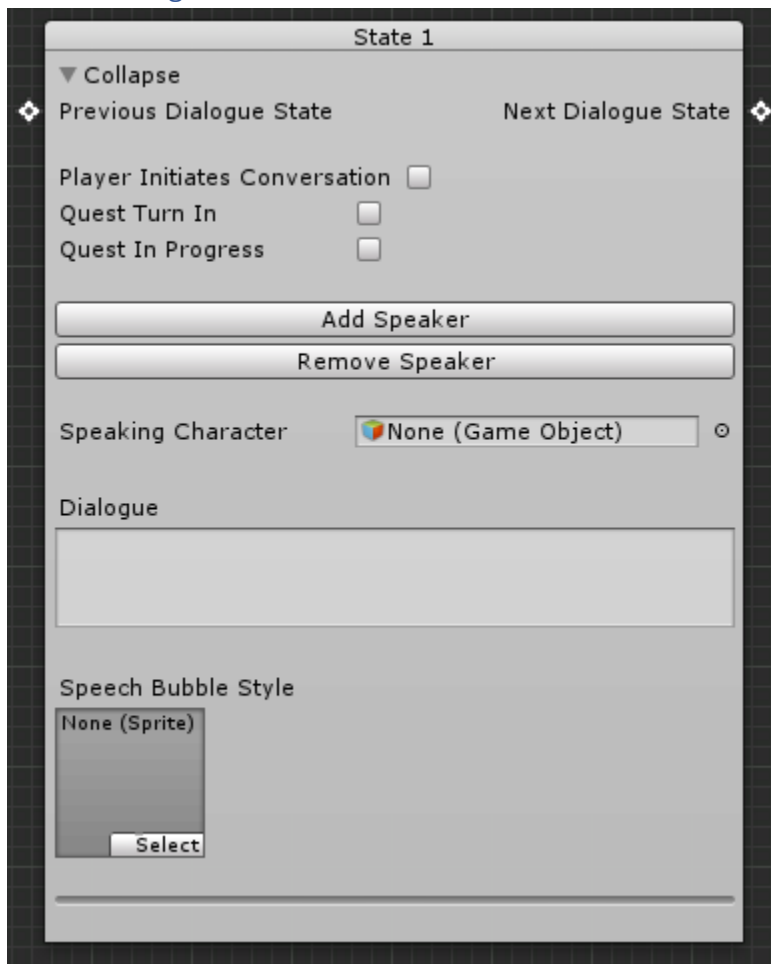 State 1
Collapse
Previous Dialogue State Next Dialogue State
Player Initiates Conversation
Quest Turn In
Quest In Progress
Add Speaker
Remove Speaker
Speaking Character None (Game Object)
Dialogue
Speech Bubble Style
None (Sprite)
Select